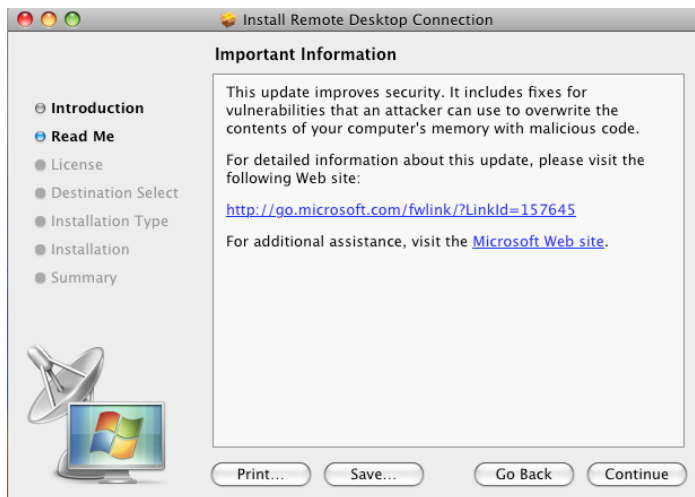 Install Remote Desktop Connection
Important Information
Introduction
Read Me
License
Destination Select
Installation Type
Installation
Summary
This update improves security. It includes fixes for
vulnerabilities that an attacker can use to overwrite the
contents of your computer's memory with malicious code.
For detailed information about this update, please visit the
following Web site:
http://go.microsoft.com/fwlink/?LinkId=157645
For additional assistance, visit the Microsoft Web site.
Print... Save... Go Back Continue